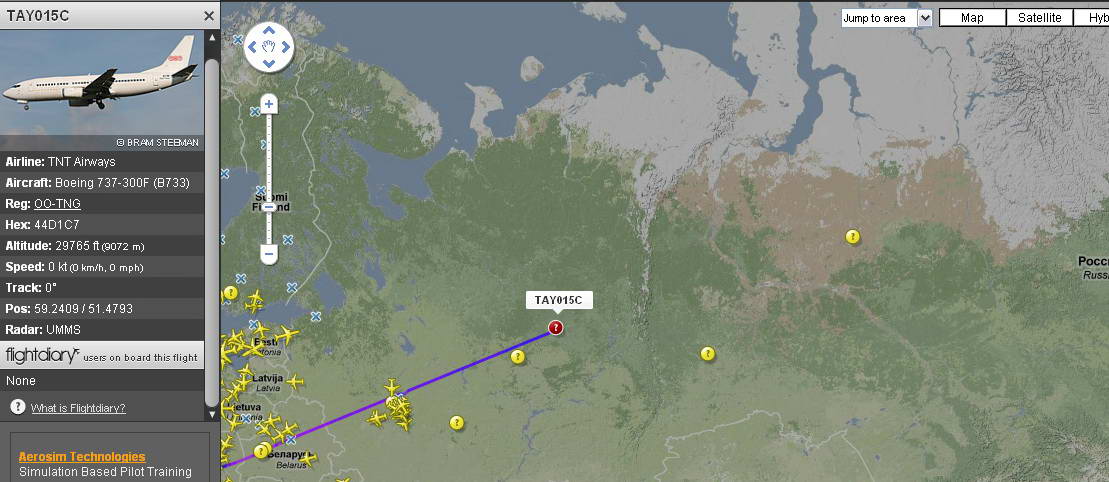 TAY015C
© BRAM STEEMAN
Airline: TNT Airways
Aircraft: Boeing 737-300F (B733)
Reg: OO-TNG
Hex: 44D1C7
Altitude: 29765 ft (9072 m)
Speed: 0 kt (0 km/h, 0 mph)
Track: 0°
Pos: 59.2409 / 51.4793
Radar: UMMS
flightdiary users on board this flight
None
? What is Flightdiary?
Aerosim Technologies
Simulation Based Pilot Training
Jump to area
Map
Satellite
Hyb
Suomi
TAY015C
?
Росс
Russ
Eesti
Latvija
Latvia
ietuva
Беларусь
Belarus